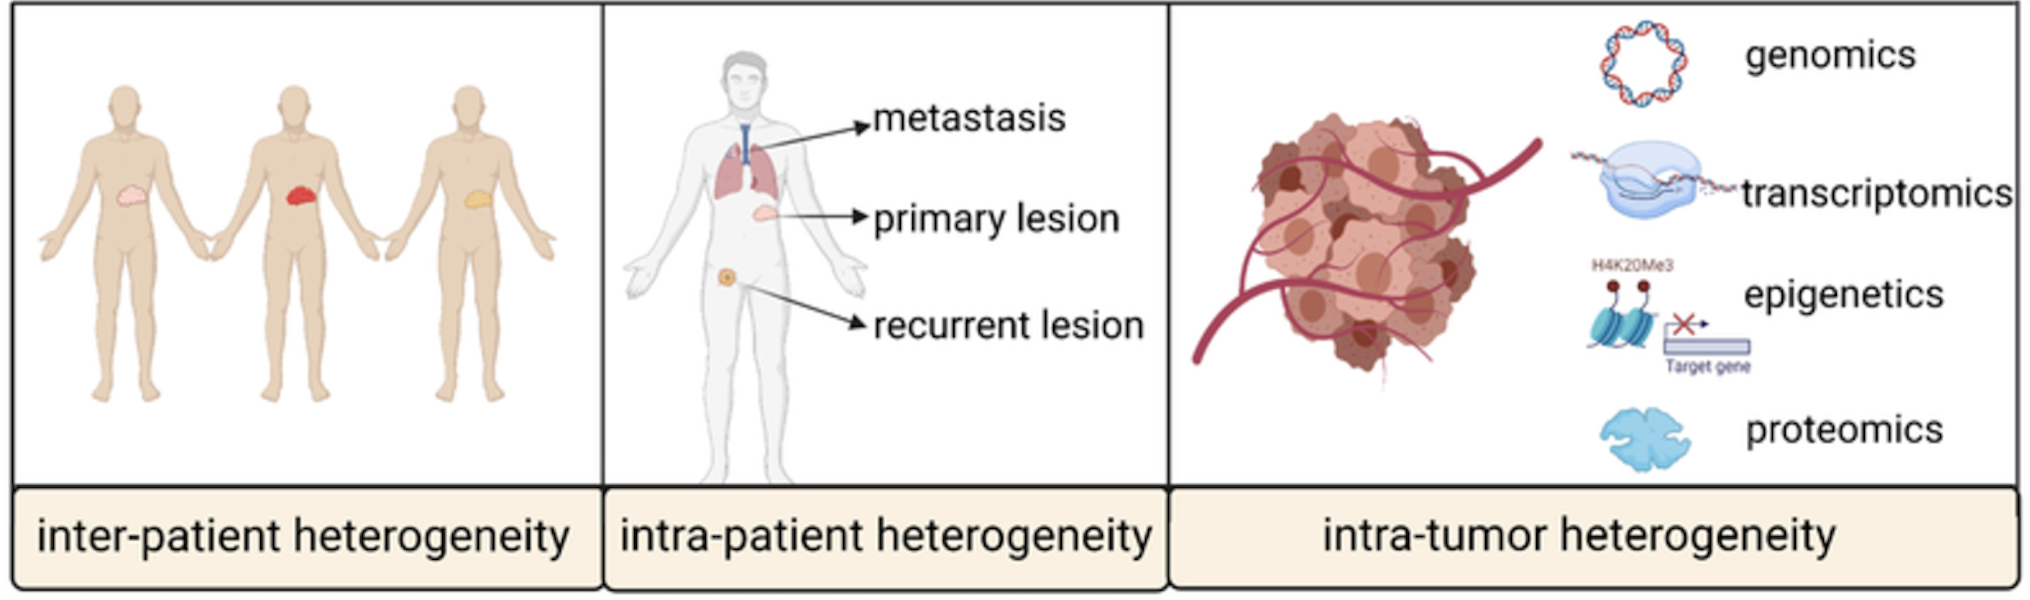 metastasis
primary lesion
recurrent lesion
genomics
transcriptomics
H4K20Me3
epigenetics
Target gene
proteomics
inter-patient heterogeneity
intra-patient heterogeneity
intra-tumor heterogeneity